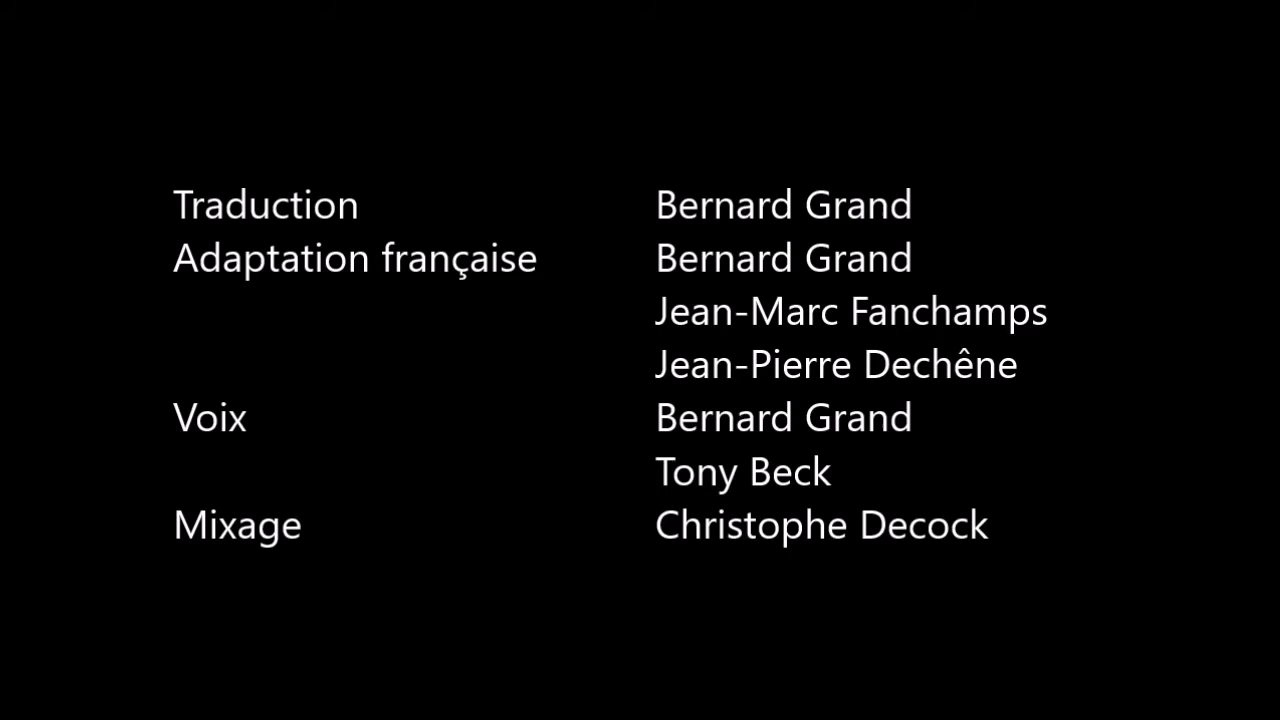 Traduction Bernard Grand
Adaptation française Bernard Grand
Jean-Marc Fanchamps
Jean-Pierre Dechêne
Voix Bernard Grand
Tony Beck
Mixage Christophe Decock